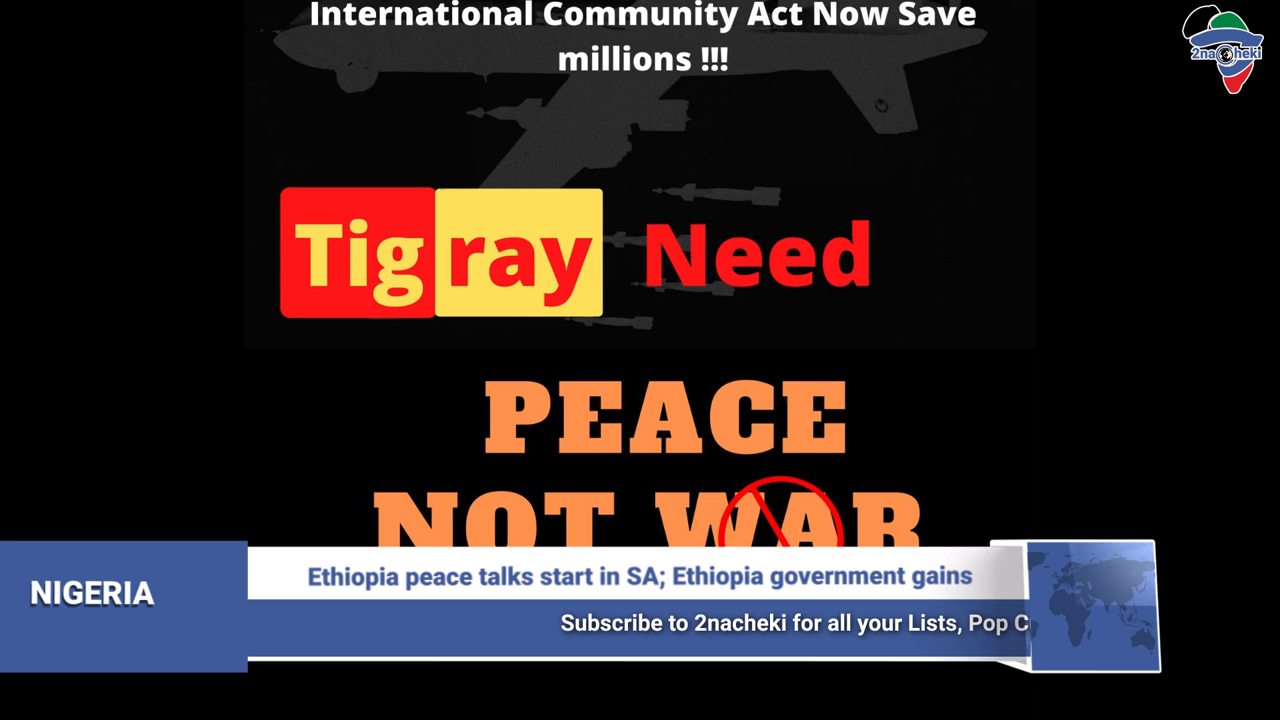 International Community Act Now Save
millions !!!
2nacheki
Tigray Need
PEACE
NOT WAR
NIGERIA
Ethiopia peace talks start in SA; Ethiopia government gains
Subscribe to 2nacheki for all your Lists, Pop C